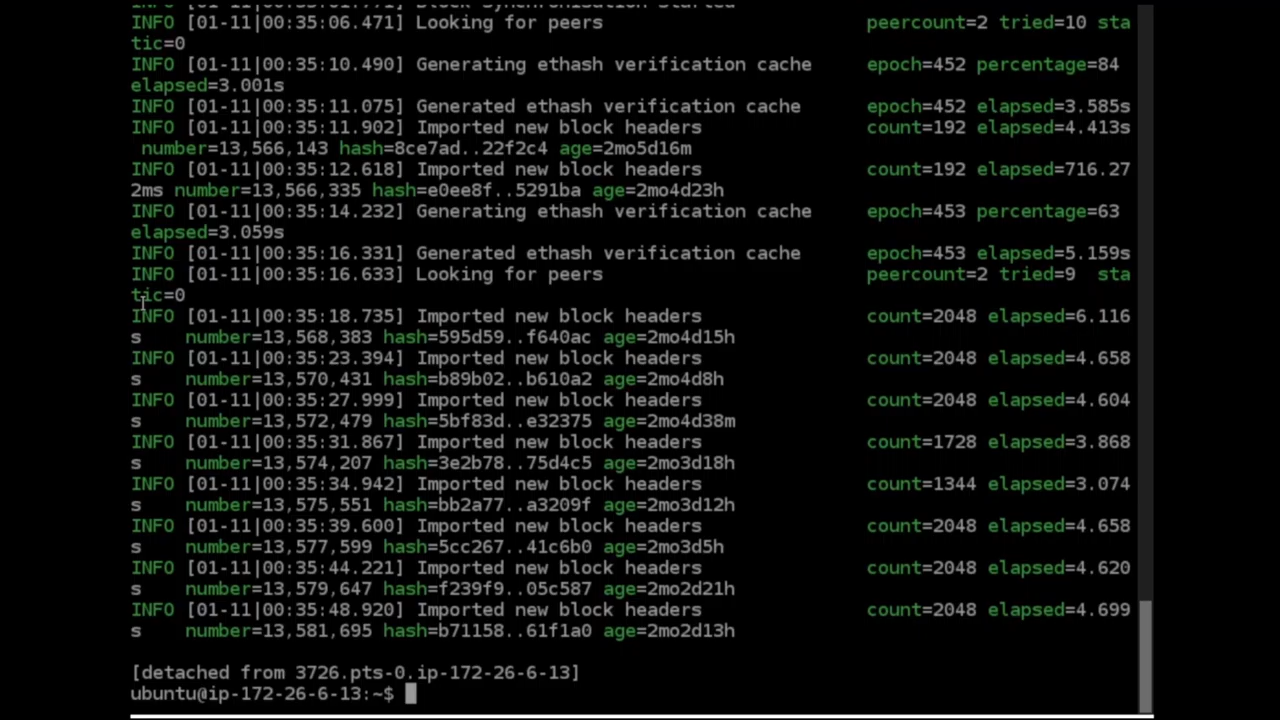 INFO [01-11|00:35:06.471] Looking for peers peercount=2 tried=10 sta
tic=0
INFO [01-11|00:35:10.490] Generating ethash verification cache epoch=452 percentage=84
elapsed=3.001s
INFO [01-11|00:35:11.075] Generated ethash verification cache epoch=452 elapsed=3.585s
INFO [01-11|00:35:11.902] Imported new block headers count=192 elapsed=4.413s
number=13,566,143 hash=8ce7ad..22f2c4 age=2mo5d16m
INFO [01-11|00:35:12.618] Imported new block headers count=192 elapsed=716.27
2ms number=13,566,335 hash=e0ee8f..5291ba age=2mo4d23h
INFO [01-11|00:35:14.232] Generating ethash verification cache epoch=453 percentage=63
elapsed=3.059s
INFO [01-11|00:35:16.331] Generated ethash verification cache epoch=453 elapsed=5.159s
INFO [01-11|00:35:16.633] Looking for peers peercount=2 tried=9 sta
tic=0
INFO [01-11|00:35:18.735] Imported new block headers count=2048 elapsed=6.116
s number=13,568,383 hash=595d59..f640ac age=2mo4d15h
INFO [01-11|00:35:23.394] Imported new block headers count=2048 elapsed=4.658
s number=13,570,431 hash=b89b02..b610a2 age=2mo4d8h
INFO [01-11|00:35:27.999] Imported new block headers count=2048 elapsed=4.604
s number=13,572,479 hash=5bf83d..e32375 age=2mo4d38m
INFO [01-11|00:35:31.867] Imported new block headers count=1728 elapsed=3.868
s number=13,574,207 hash=3e2b78..75d4c5 age=2mo3d18h
INFO [01-11|00:35:34.942] Imported new block headers count=1344 elapsed=3.074
s number=13,575,551 hash=bb2a77..a3209f age=2mo3d12h
INFO [01-11|00:35:39.600] Imported new block headers count=2048 elapsed=4.658
s number=13,577,599 hash=5cc267..41c6b0 age=2mo3d5h
INFO [01-11|00:35:44.221] Imported new block headers count=2048 elapsed=4.620
s number=13,579,647 hash=f239f9..05c587 age=2mo2d21h
INFO [01-11|00:35:48.920] Imported new block headers count=2048 elapsed=4.699
s number=13,581,695 hash=b71158..61f1a0 age=2mo2d13h
[detached from 3726.pts-0.ip-172-26-6-13]
ubuntu@ip-172-26-6-13:~$